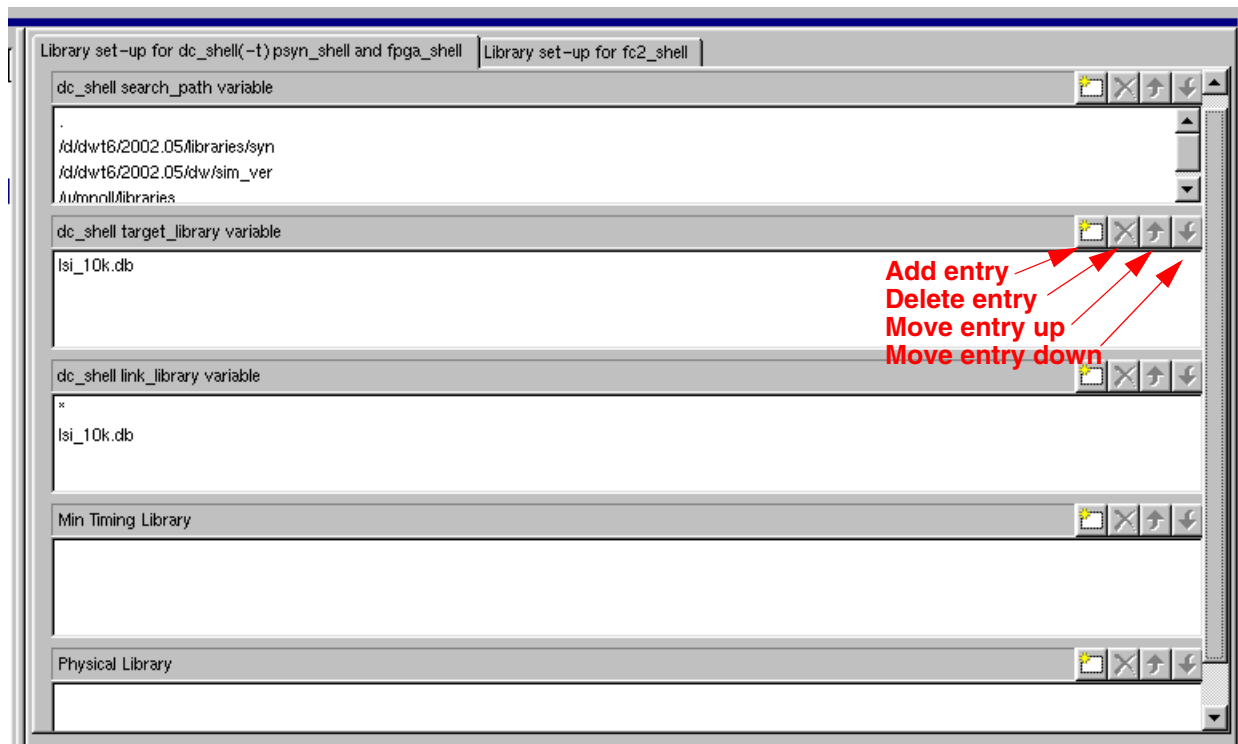 Library set-up for dc_shell(-t) psyn_shell and fpga_shell
Library set-up for fc2_shell
dc_shell search_path variable
.
/d/dwt6/2002.05/libraries/syn
/d/dwt6/2002.05/dw/sim_ver
/u/mnoll/libraries
dc_shell target_library variable
lsi_10k.db
Add entry
Delete entry
Move entry up
Move entry down
dc_shell link_library variable
*
lsi_10k.db
Min Timing Library
Physical Library